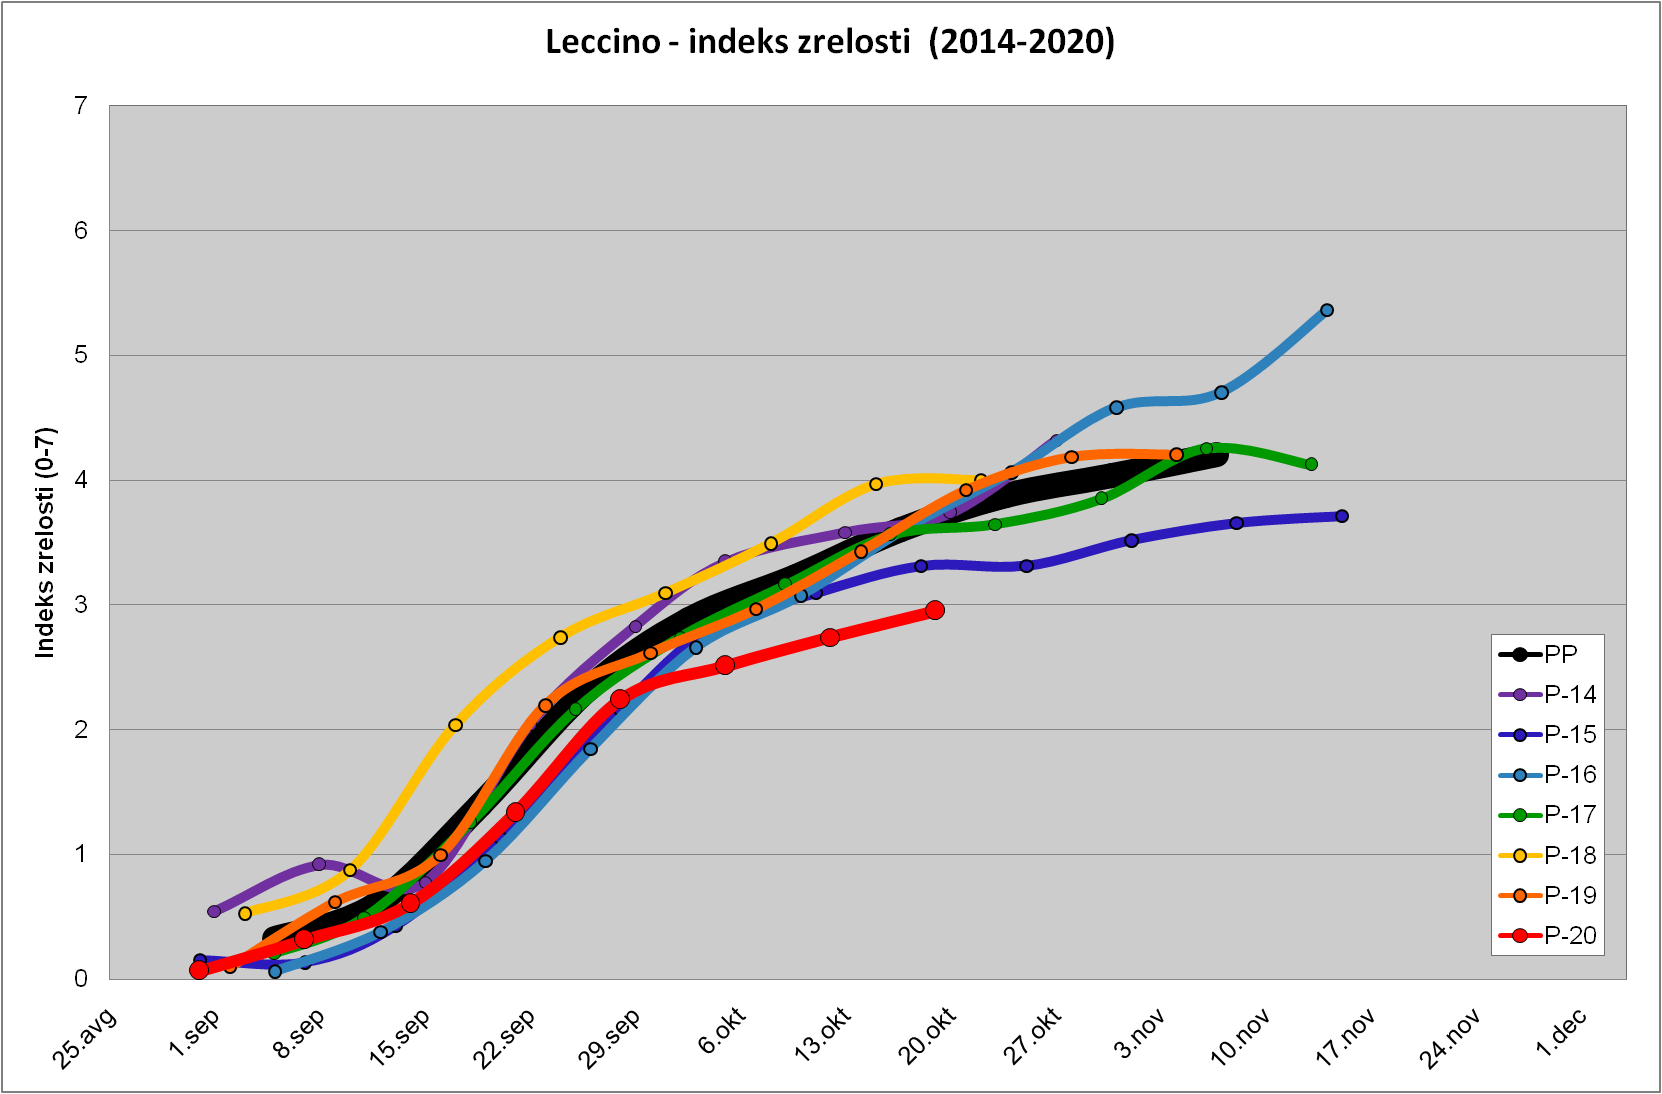 Leccino - indeks zrelosti (2014-2020)
7
6
5
4
3
2
1
0
Indeks zrelosti (0-7)
25.avg
1.sep
8.sep
15.sep
22.sep
29.sep
6.okt
13.okt
20.okt
27.okt
3.nov
10.nov
17.nov
24.nov
1.dec
PP
P-14
P-15
P-16
P-17
P-18
P-19
P-20